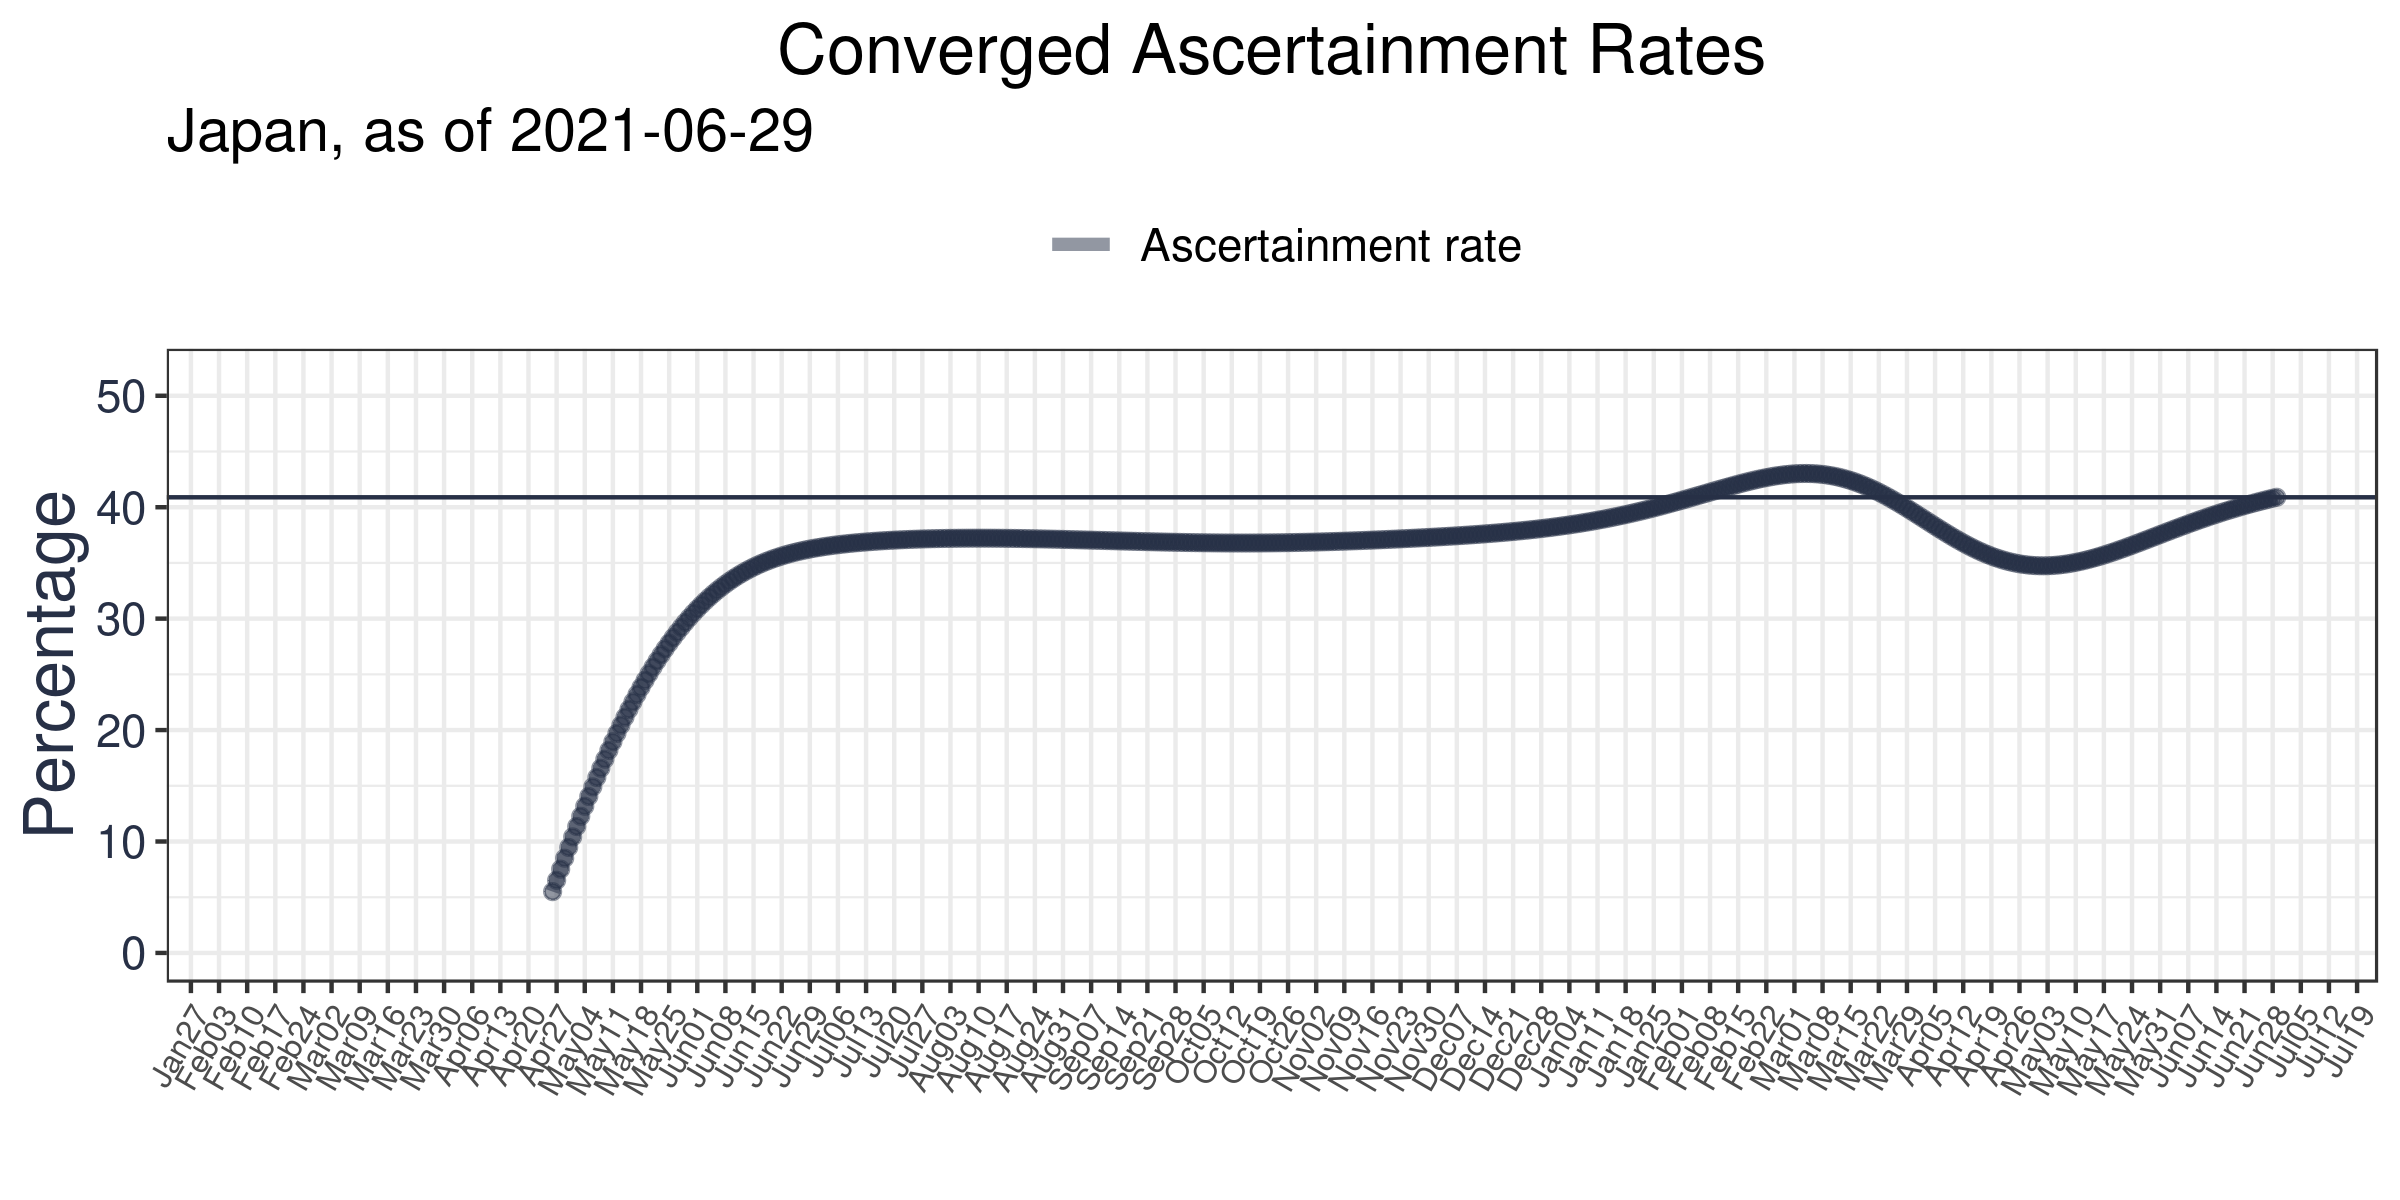 Converged Ascertainment Rates
Japan, as of 2021-06-29
Ascertainment rate
Percentage
50
40
30
20
10
0
Jan27
Feb03
Feb10
Feb17
Feb24
Mar02
Mar09
Mar16
Mar23
Mar30
Apr06
Apr13
Apr20
Apr27
May04
May11
May18
May25
Jun01
Jun08
Jun15
Jun22
Jun29
Jul06
Jul13
Jul20
Jul27
Aug03
Aug10
Aug17
Aug24
Aug31
Sep07
Sep14
Sep21
Sep28
Oct05
Oct12
Oct19
Oct26
Nov02
Nov09
Nov16
Nov23
Nov30
Dec07
Dec14
Dec21
Dec28
Jan04
Jan11
Jan18
Jan25
Feb01
Feb08
Feb15
Feb22
Mar01
Mar08
Mar15
Mar22
Mar29
Apr05
Apr12
Apr19
Apr26
May03
May10
May17
May24
May31
Jun07
Jun14
Jun21
Jun28
Jul05
Jul12
Jul19